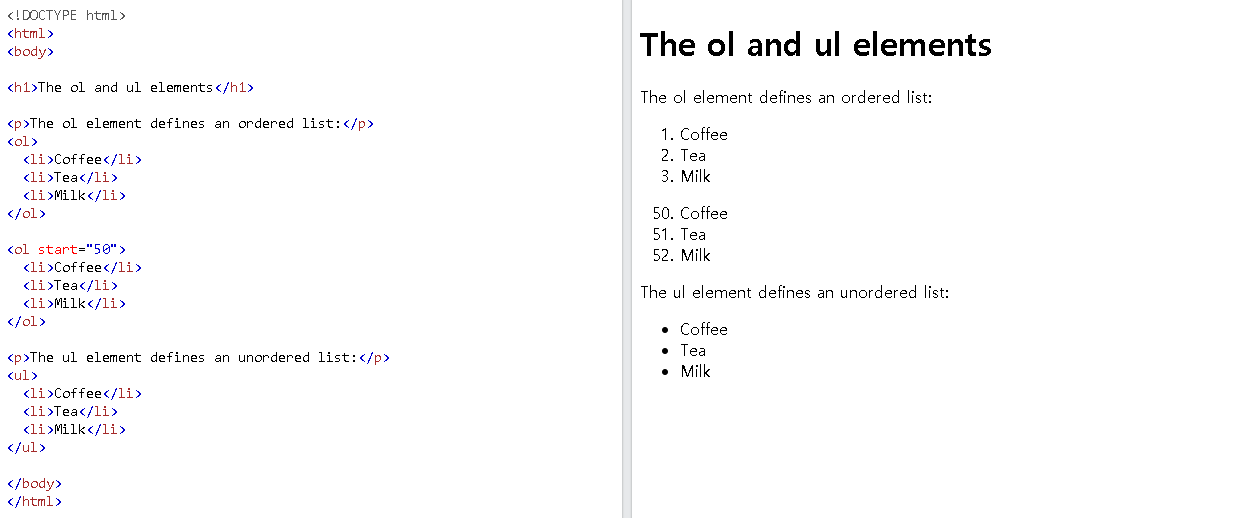 <!DOCTYPE html>
<html>
<body>
<h1>The ol and ul elements</h1>
<p>The ol element defines an ordered list:</p>
<ol>
  <li>Coffee</li>
  <li>Tea</li>
  <li>Milk</li>
</ol>
<ol start="50">
  <li>Coffee</li>
  <li>Tea</li>
  <li>Milk</li>
</ol>
<p>The ul element defines an unordered list:</p>
<ul>
  <li>Coffee</li>
  <li>Tea</li>
  <li>Milk</li>
</ul>
</body>
</html>
The ol and ul elements
The ol element defines an ordered list:
1. Coffee
2. Tea
3. Milk
50. Coffee
51. Tea
52. Milk
The ul element defines an unordered list:
• Coffee
• Tea
• Milk